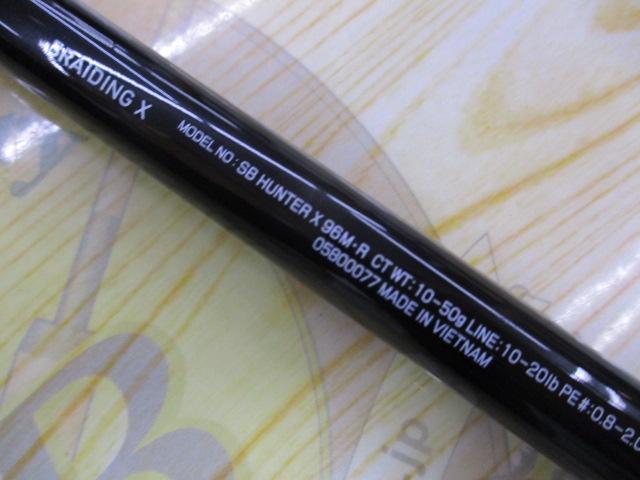 BRAIDING X
MODEL NO: SB HUNTER X 96M・R CT WT: 10-50g LINE: 10-20lb PE#: 0.8-2.0
05800077 MADE IN VIETNAM
.jp